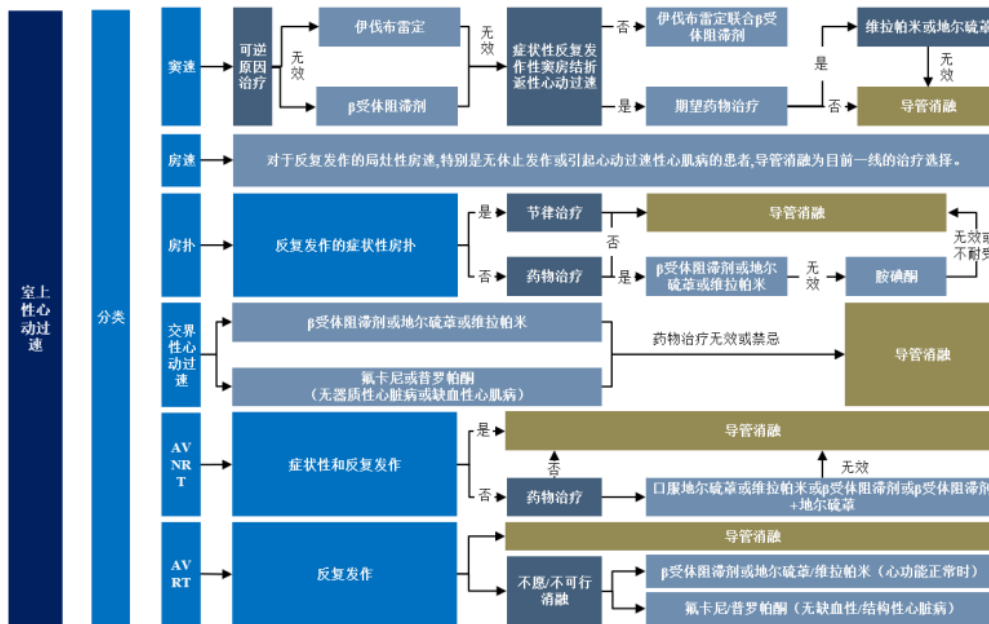 室上
性心
动过
速
分类
窦速
可逆
原因
治疗
无效
伊伐布雷定
β受体阻滞剂
无效
症状性反复发
作性窦房结折
返性心动过速
否
伊伐布雷定联合β受
体阻滞剂
是
期望药物治疗
是
维拉帕米或地尔硫䓬
无效
否
导管消融
房速
对于反复发作的局灶性房速,特别是无休止发作或引起心动过速性心肌病的患者,导管消融为目前一线的治疗选择。
房扑
反复发作的症状性房扑
是
节律治疗
导管消融
否
否
药物治疗
是
β受体阻滞剂或地尔
硫䓬或维拉帕米
无效
胺碘酮
无效或
不耐受
交界
性心
动过
速
β受体阻滞剂或地尔硫䓬或维拉帕米
氟卡尼或普罗帕酮
（无器质性心脏病或缺血性心肌病）
药物治疗无效或禁忌
导管消融
AV
NR
T
症状性和反复发作
是
导管消融
否
药物治疗
否
口服地尔硫䓬或维拉帕米或β受体阻滞剂或β受体阻滞剂
+地尔硫䓬
无效
AV
RT
反复发作
导管消融
不愿/不可行
消融
β受体阻滞剂或地尔硫䓬/维拉帕米（心功能正常时）
氟卡尼/普罗帕酮（无缺血性/结构性心脏病）